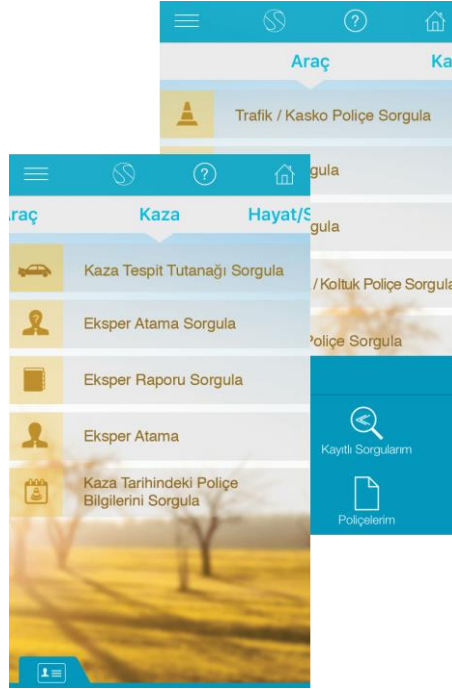 Araç
Ka
Trafik / Kasko Poliçe Sorgula
gula
gula
/ Koltuk Poliçe Sorgula
Poliçe Sorgula
Kayıtlı Sorgularım
Poliçelerim
raç
Kaza
Hayat/S
Kaza Tespit Tutanağı Sorgula
Eksper Atama Sorgula
Eksper Raporu Sorgula
Eksper Atama
Kaza Tarihindeki Poliçe
Bilgilerini Sorgula